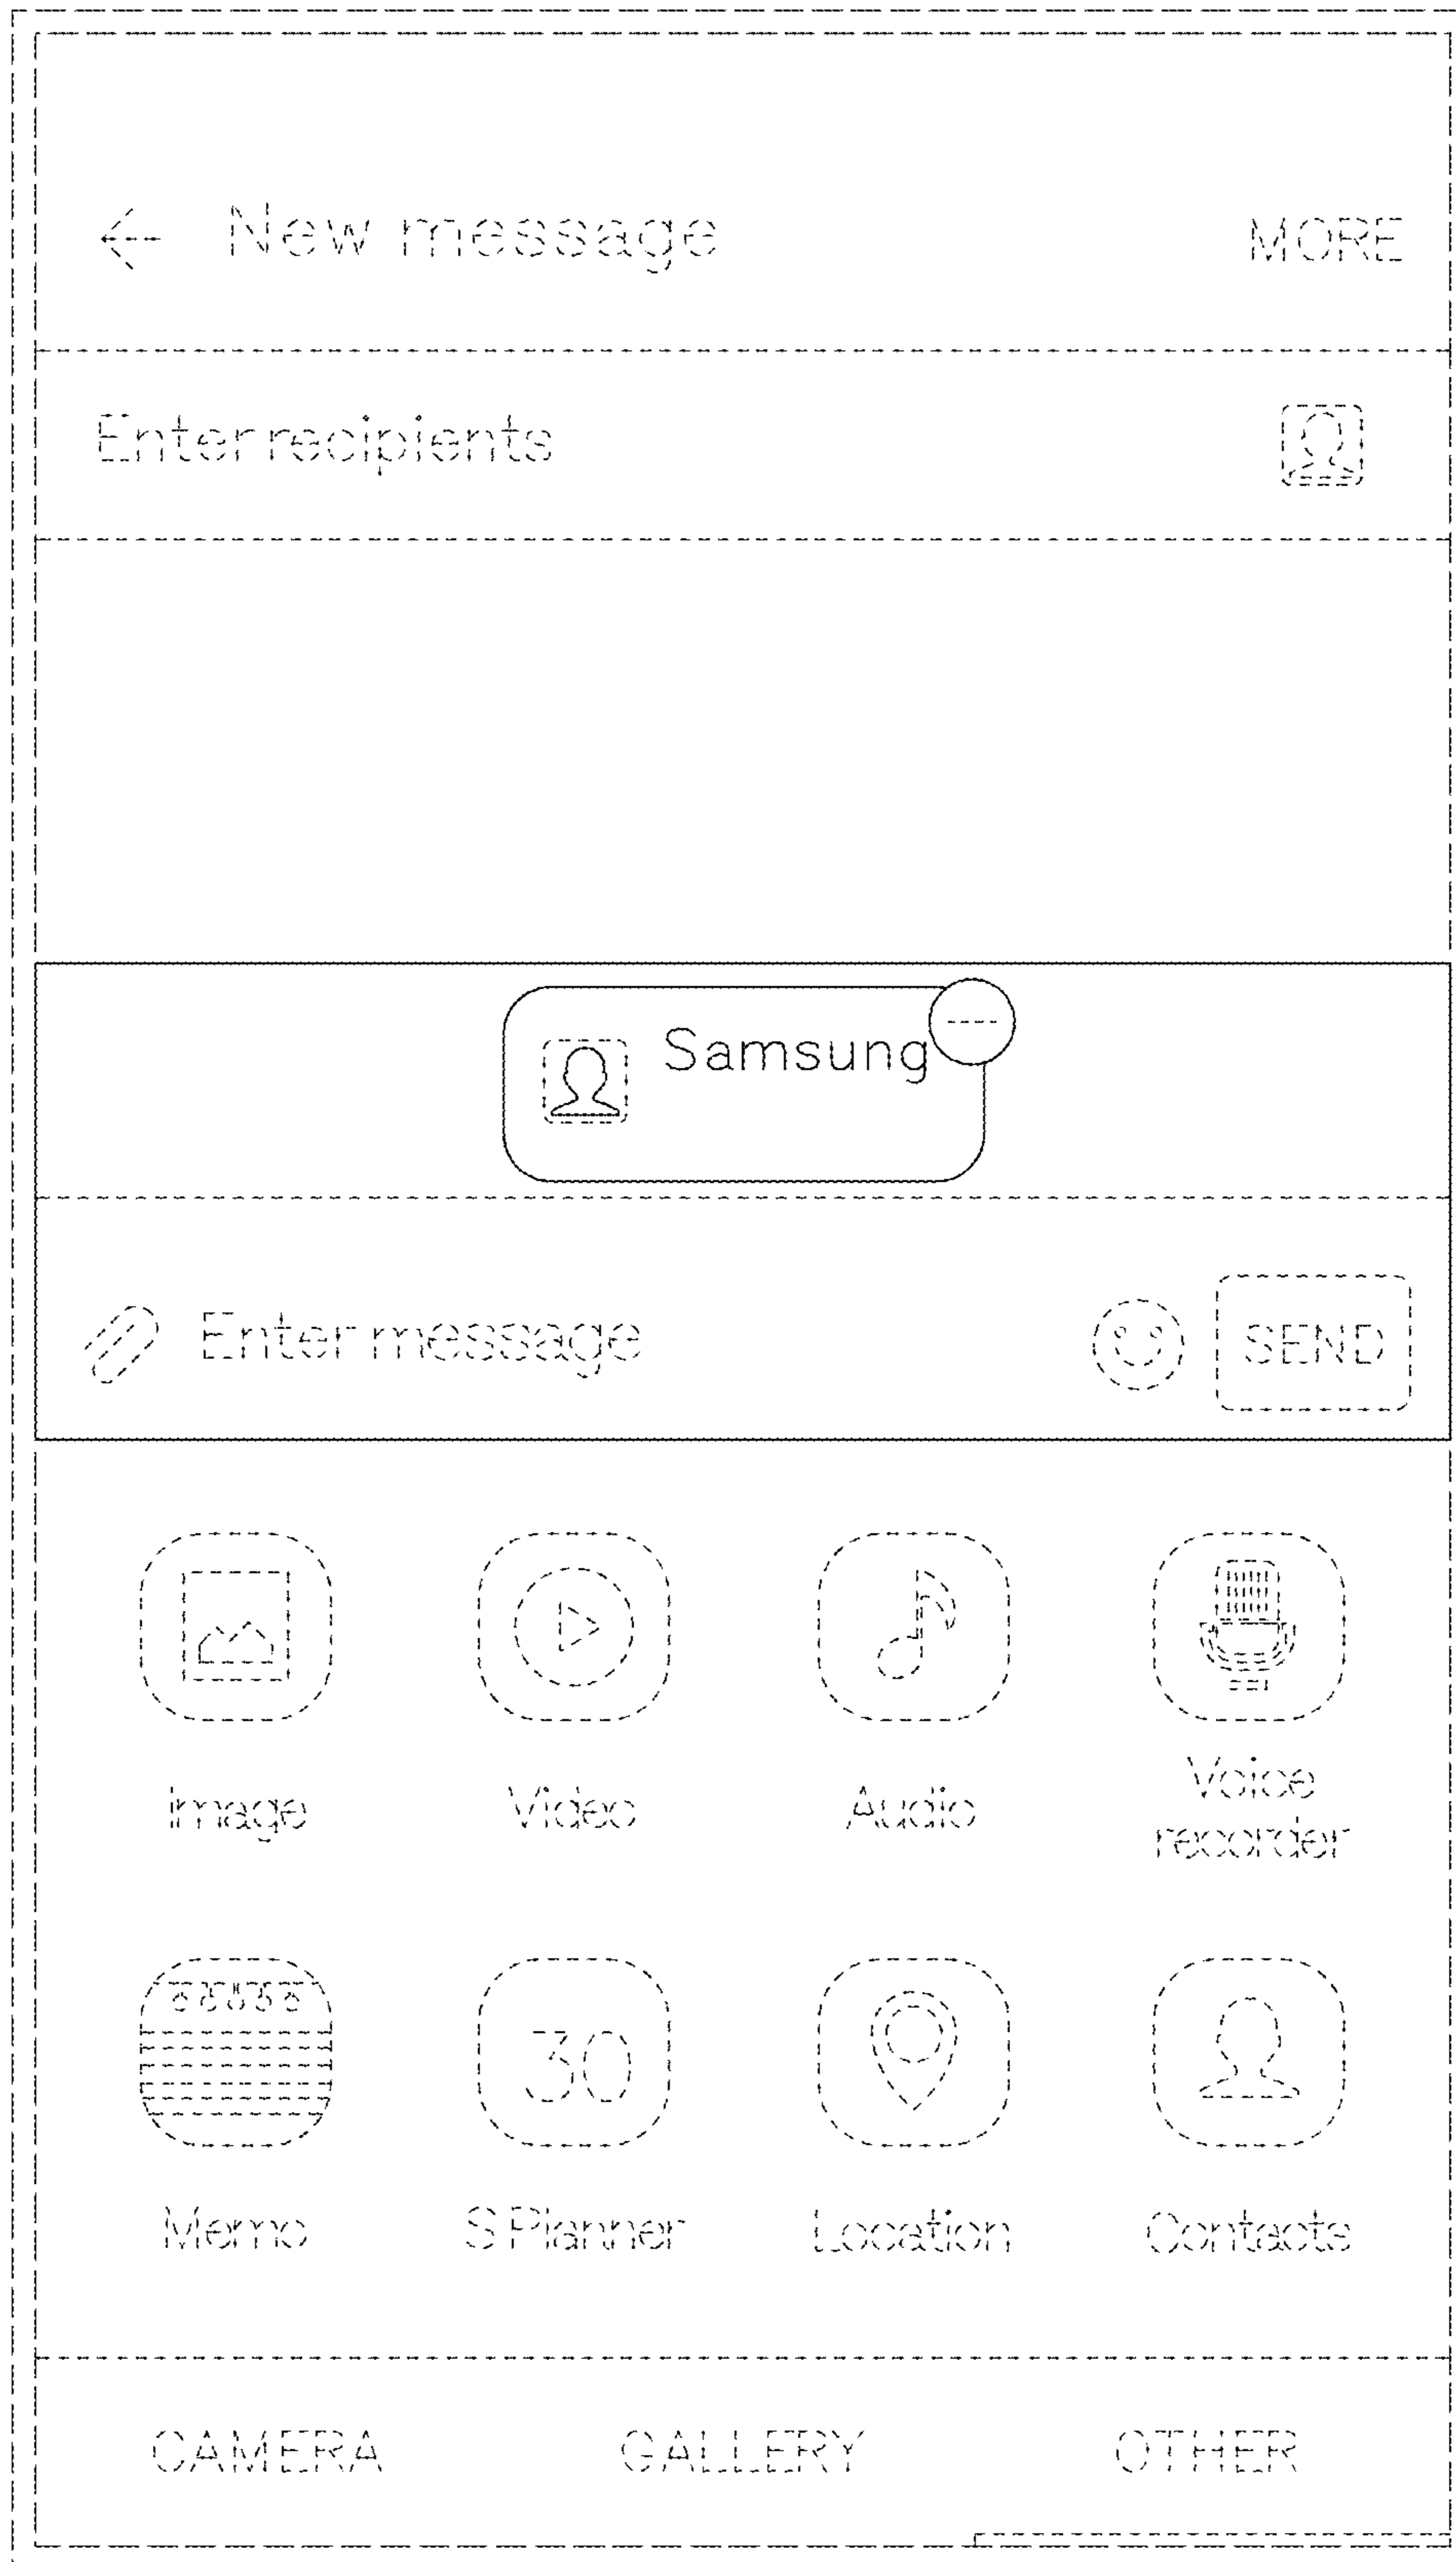 New message MORE
Enter recipients
Samsung
Enter message SEND
Image Video Audio Voice
recorder
30
Memo S Planner Location Contacts
CAMERA GALLERY OTHER